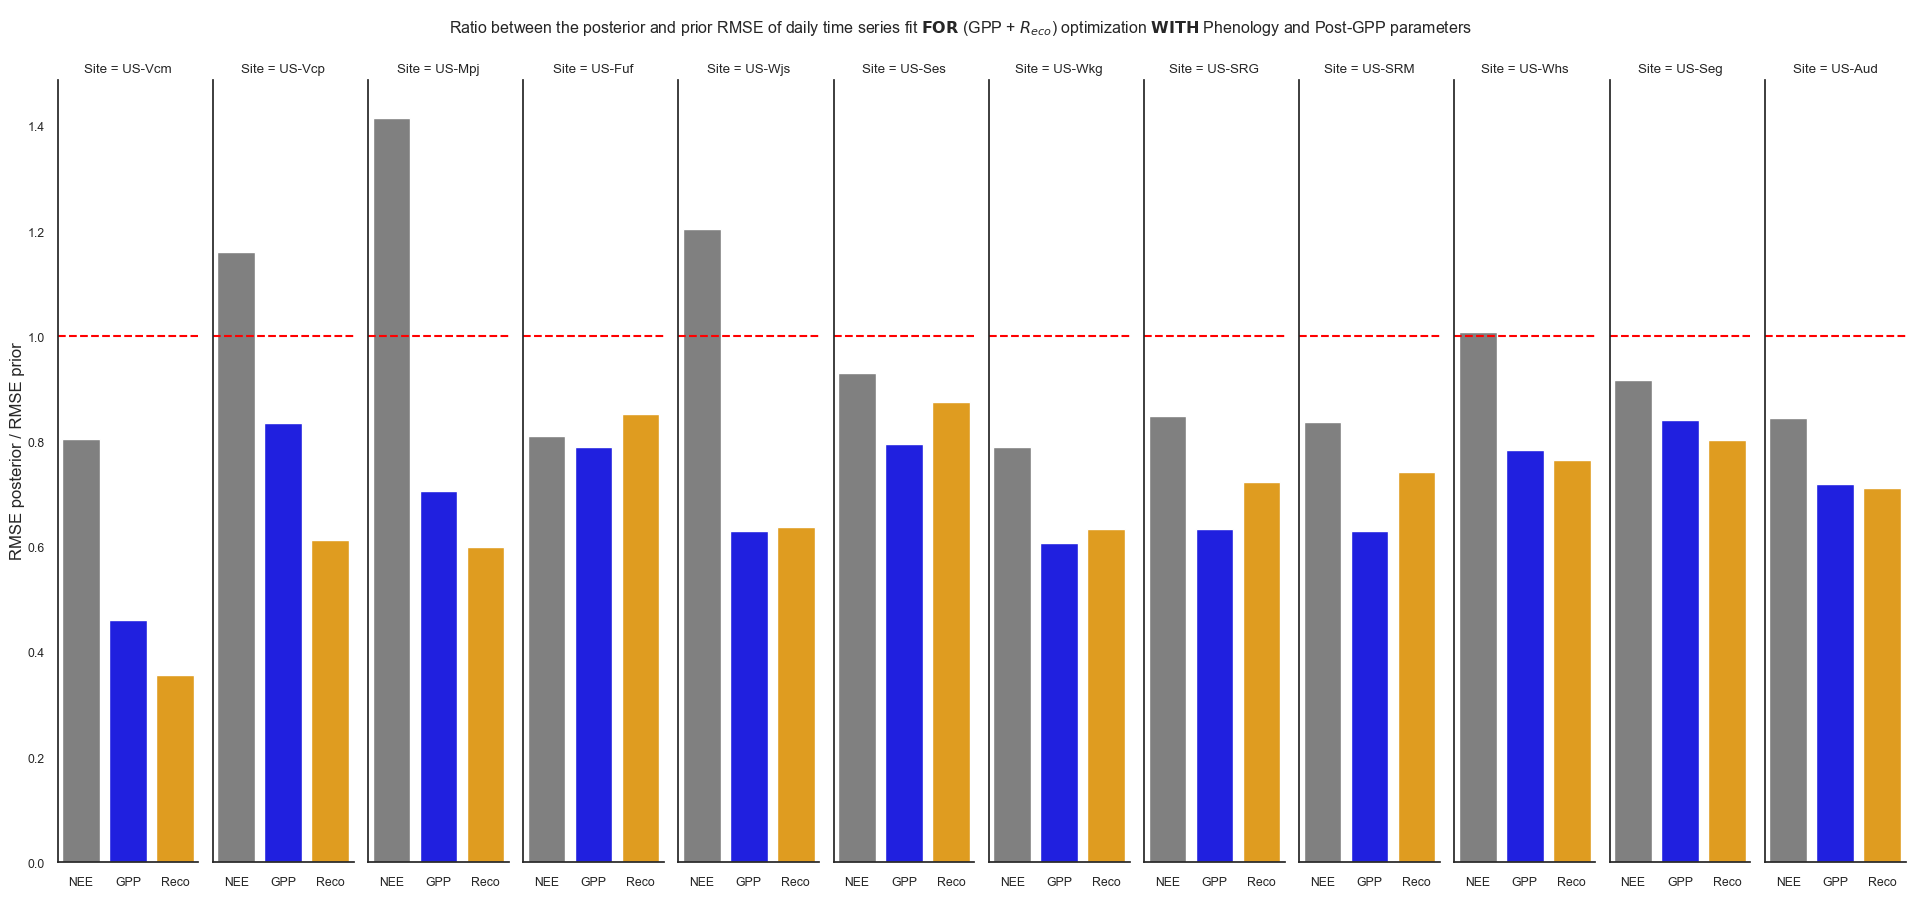 Ratio between the posterior and prior RMSE of daily time series fit FOR (GPP + R_eco) optimization WITH Phenology and Post-GPP parameters
Site = US-Vcm
Site = US-Vcp
Site = US-Mpj
Site = US-Fuf
Site = US-Wjs
Site = US-Ses
Site = US-Wkg
Site = US-SRG
Site = US-SRM
Site = US-Whs
Site = US-Seg
Site = US-Aud
RMSE posterior / RMSE prior
1.4
1.2
1.0
0.8
0.6
0.4
0.2
0.0
NEE GPP Reco
NEE GPP Reco
NEE GPP Reco
NEE GPP Reco
NEE GPP Reco
NEE GPP Reco
NEE GPP Reco
NEE GPP Reco
NEE GPP Reco
NEE GPP Reco
NEE GPP Reco
NEE GPP Reco